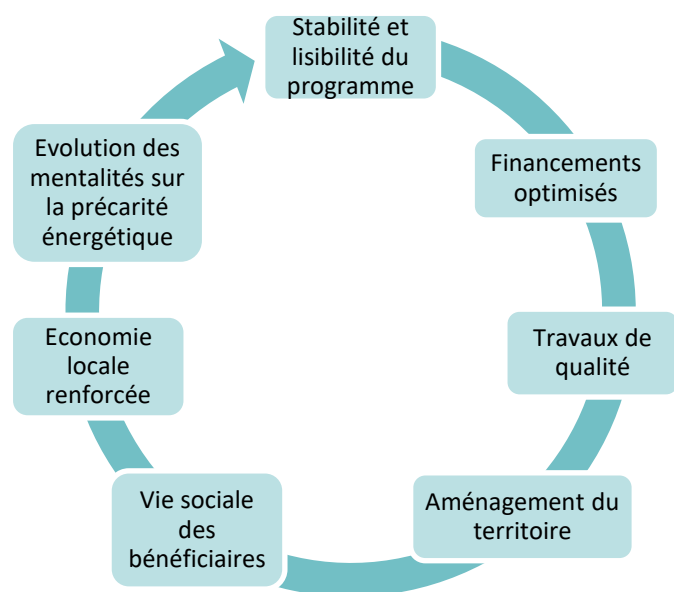 Stabilité et
lisibilité du
programme
Financements
optimisés
Travaux de
qualité
Aménagement du
territoire
Vie sociale
des
bénéficiaires
Economie
locale
renforcée
Evolution des
mentalités sur
la précarité
énergétique